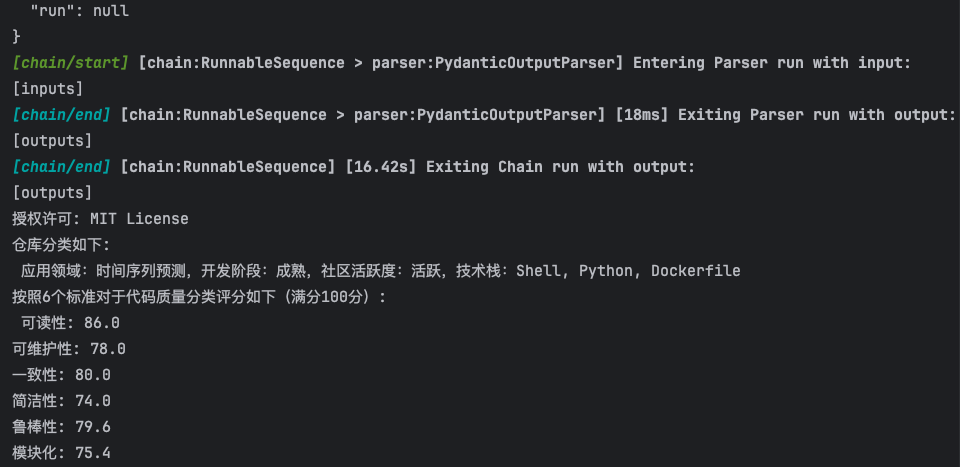 "run": null
}
[chain/start] [chain:RunnableSequence > parser:PydanticOutputParser] Entering Parser run with input:
[inputs]
[chain/end] [chain:RunnableSequence > parser:PydanticOutputParser] [18ms] Exiting Parser run with output:
[outputs]
[chain/end] [chain:RunnableSequence] [16.42s] Exiting Chain run with output:
[outputs]
授权许可: MIT License
仓库分类如下:
应用领域: 时间序列预测, 开发阶段: 成熟, 社区活跃度: 活跃, 技术栈: Shell, Python, Dockerfile
按照6个标准对于代码质量分类评分如下（满分100分）:
可读性: 86.0
可维护性: 78.0
一致性: 80.0
简洁性: 74.0
鲁棒性: 79.6
模块化: 75.4